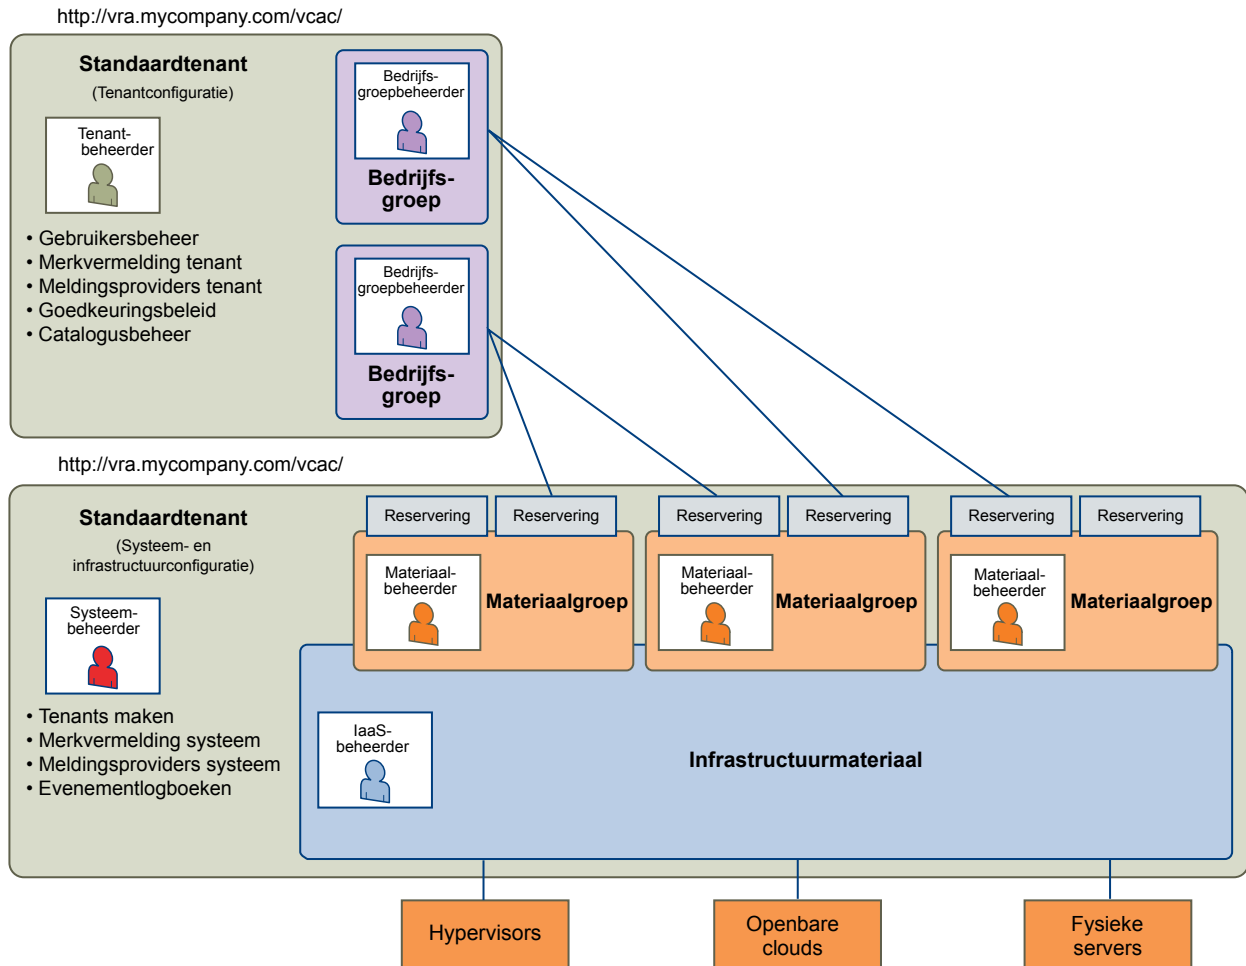 http://vra.mycompany.com/vcac/
Standaardtenant
(Tenantconfiguratie)
Tenant-
beheerder
• Gebruikersbeheer
• Merkvermelding tenant
• Meldingsproviders tenant
• Goedkeuringsbeleid
• Catalogusbeheer
Bedrijfs-
groepbeheerder
Bedrijfs-
groep
Bedrijfs-
groepbeheerder
Bedrijfs-
groep
http://vra.mycompany.com/vcac/
Standaardtenant
(Systeem- en
infrastructuurconfiguratie)
Systeem-
beheerder
• Tenants maken
• Merkvermelding systeem
• Meldingsproviders systeem
• Evenementlogboeken
Reservering
Reservering
Materiaal-
beheerder
Materiaalgroep
Reservering
Reservering
Materiaal-
beheerder
Materiaalgroep
Reservering
Reservering
Materiaal-
beheerder
Materiaalgroep
IaaS-
beheerder
Infrastructuurmateriaal
Hypervisors
Openbare
clouds
Fysieke
servers